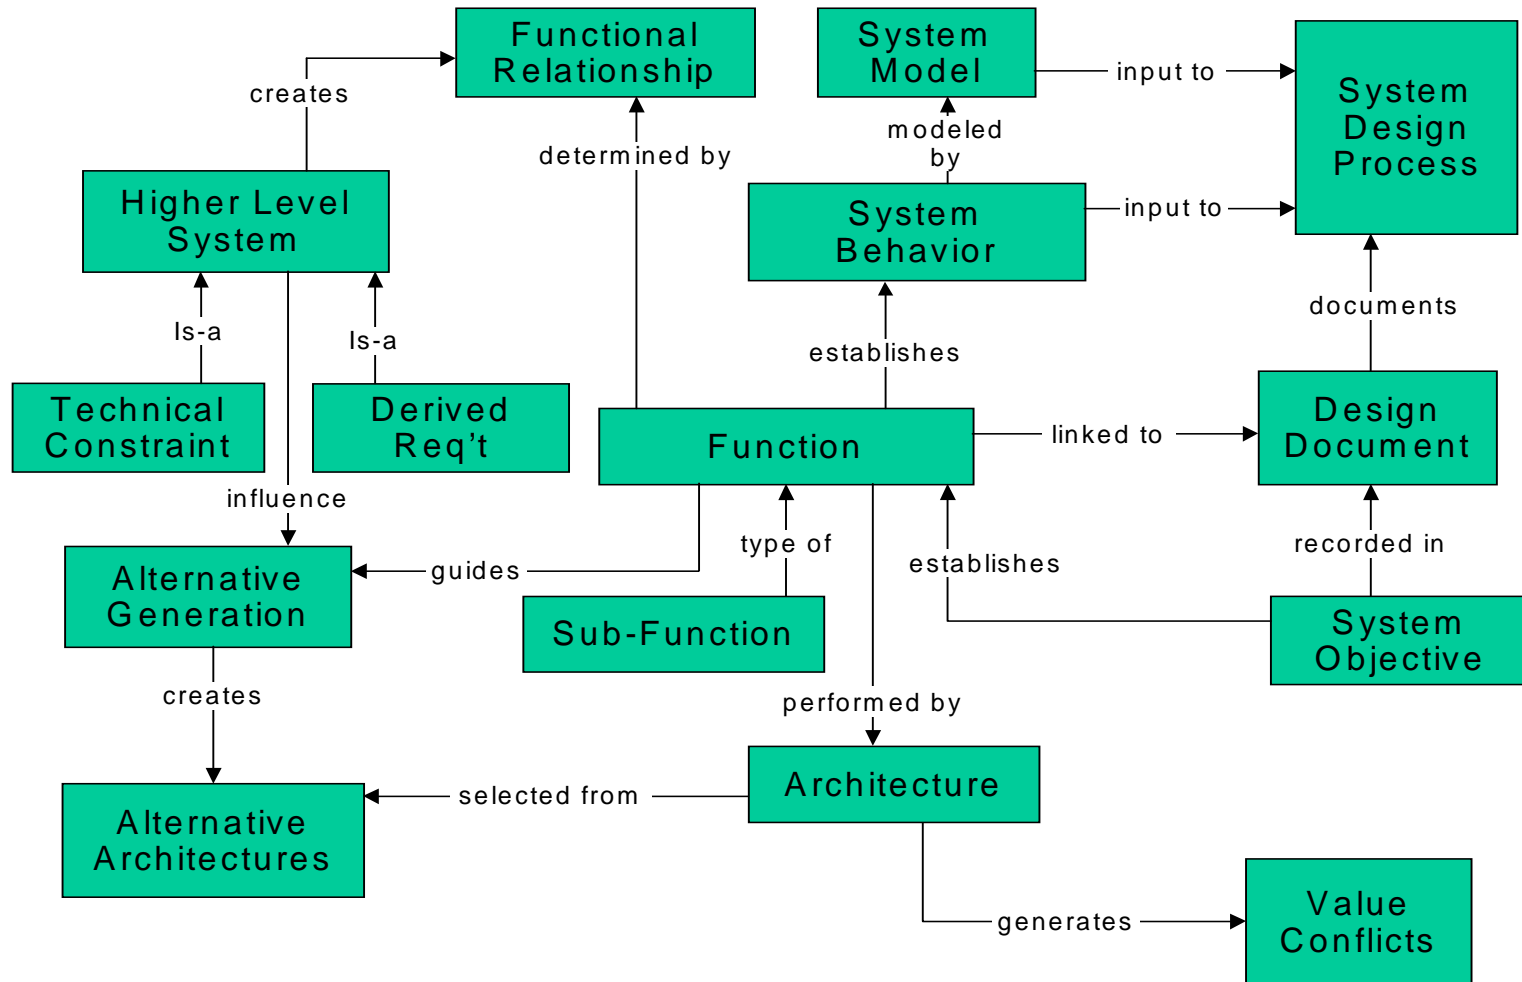 Functional
Relationship
System
Model
input to
System
Design
Process
creates
modeled
by
determined by
Higher Level
System
System
Behavior
input to
Is-a
Is-a
documents
establishes
Technical
Constraint
Derived
Req’t
Function
linked to
Design
Document
influence
type of
establishes
recorded in
Alternative
Generation
guides
Sub-Function
System
Objective
creates
performed by
Alternative
Architectures
selected from
Architecture
generates
Value
Conflicts